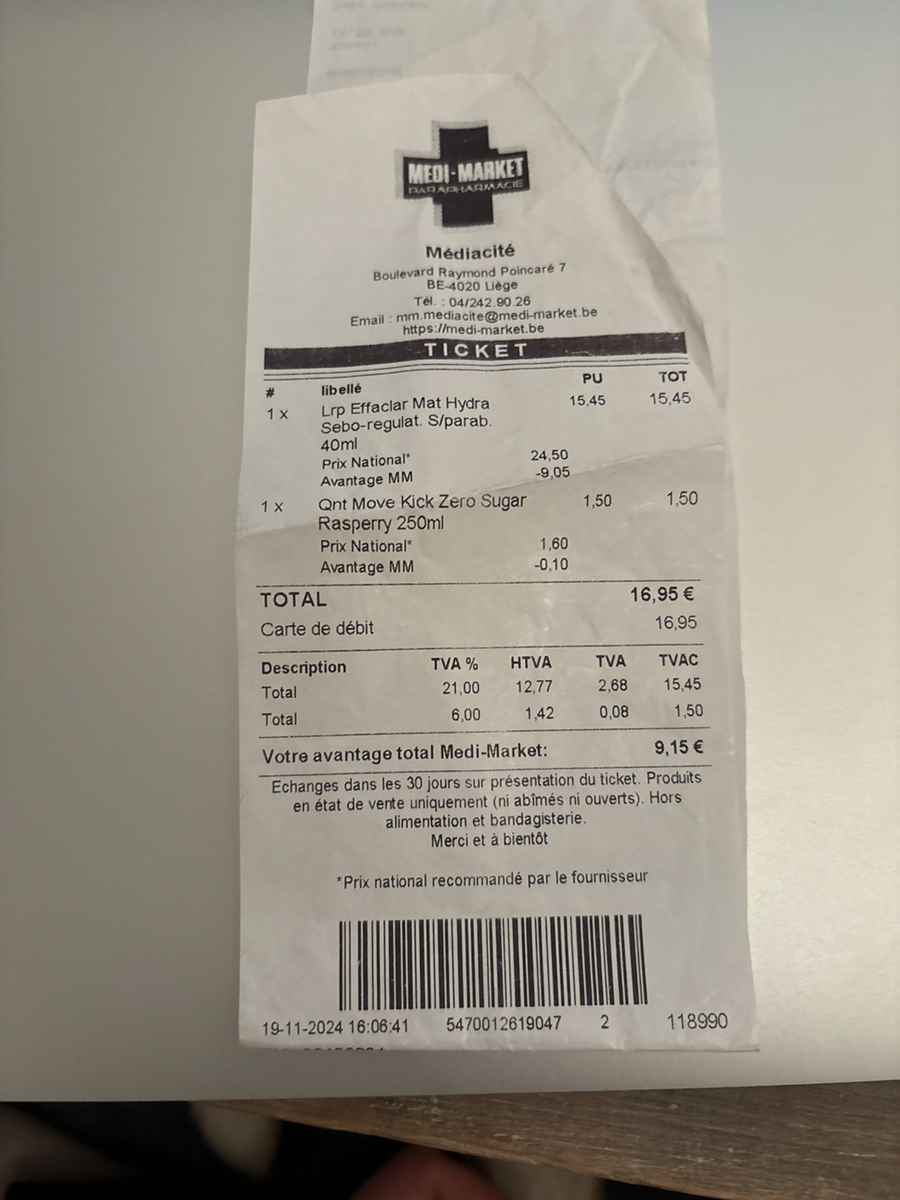 MEDI-MARKET
PARAPHARMACIE
Médiacité
Boulevard Raymond Poincaré 7
BE-4020 Liège
Tél. : 04/242.90.26
Email : mm.mediacite@medi-market.be
https://medi-market.be
TICKET
# libellé PU TOT
1 x Lrp Effaclar Mat Hydra 15,45 15,45
Sebo-regulat. S/parab.
40ml
Prix National* 24,50
Avantage MM -9,05
1 x Qnt Move Kick Zero Sugar 1,50 1,50
Rasperry 250ml
Prix National* 1,60
Avantage MM -0,10
TOTAL 16,95 €
Carte de débit 16,95
Description TVA % HTVA TVA TVAC
Total 21,00 12,77 2,68 15,45
Total 6,00 1,42 0,08 1,50
Votre avantage total Medi-Market: 9,15 €
Echanges dans les 30 jours sur présentation du ticket. Produits
en état de vente uniquement (ni abîmés ni ouverts). Hors
alimentation et bandagisterie.
Merci et à bientôt
*Prix national recommandé par le fournisseur
19-11-2024 16:06:41 5470012619047 2 118990